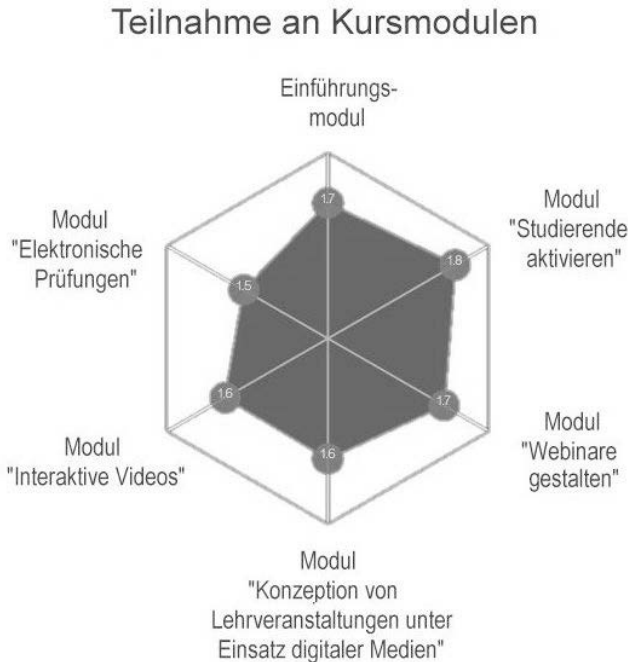 Teilnahme an Kursmodulen
Einführungs-
modul
Modul
"Studierende
aktivieren"
Modul
"Webinare
gestalten"
Modul
"Konzeption von
Lehrveranstaltungen unter
Einsatz digitaler Medien"
Modul
"Interaktive Videos"
Modul
"Elektronische
Prüfungen"
1.7
1.8
1.7
1.6
1.6
1.5